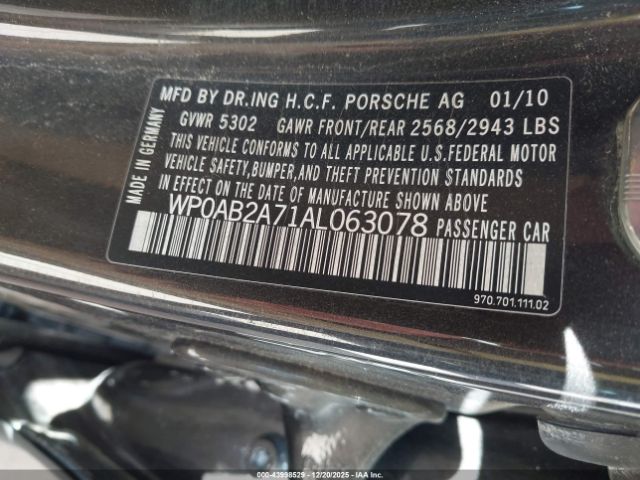 MFD BY DR.ING H.C.F. PORSCHE AG 01/10
GVWR 5302 GAWR FRONT/REAR 2568/2943 LBS
THIS VEHICLE CONFORMS TO ALL APPLICABLE U.S.FEDERAL MOTOR
VEHICLE SAFETY,BUMPER,AND THEFT PREVENTION STANDARDS
IN EFFECT ON THE DATE OF MANUFACTURE SHOWN ABOVE
WP0AB2A71AL063078 PASSENGER CAR
MADE IN GERMANY
970.701.111.02
000-43998529 - 12/20/2025 - IAAI.COM